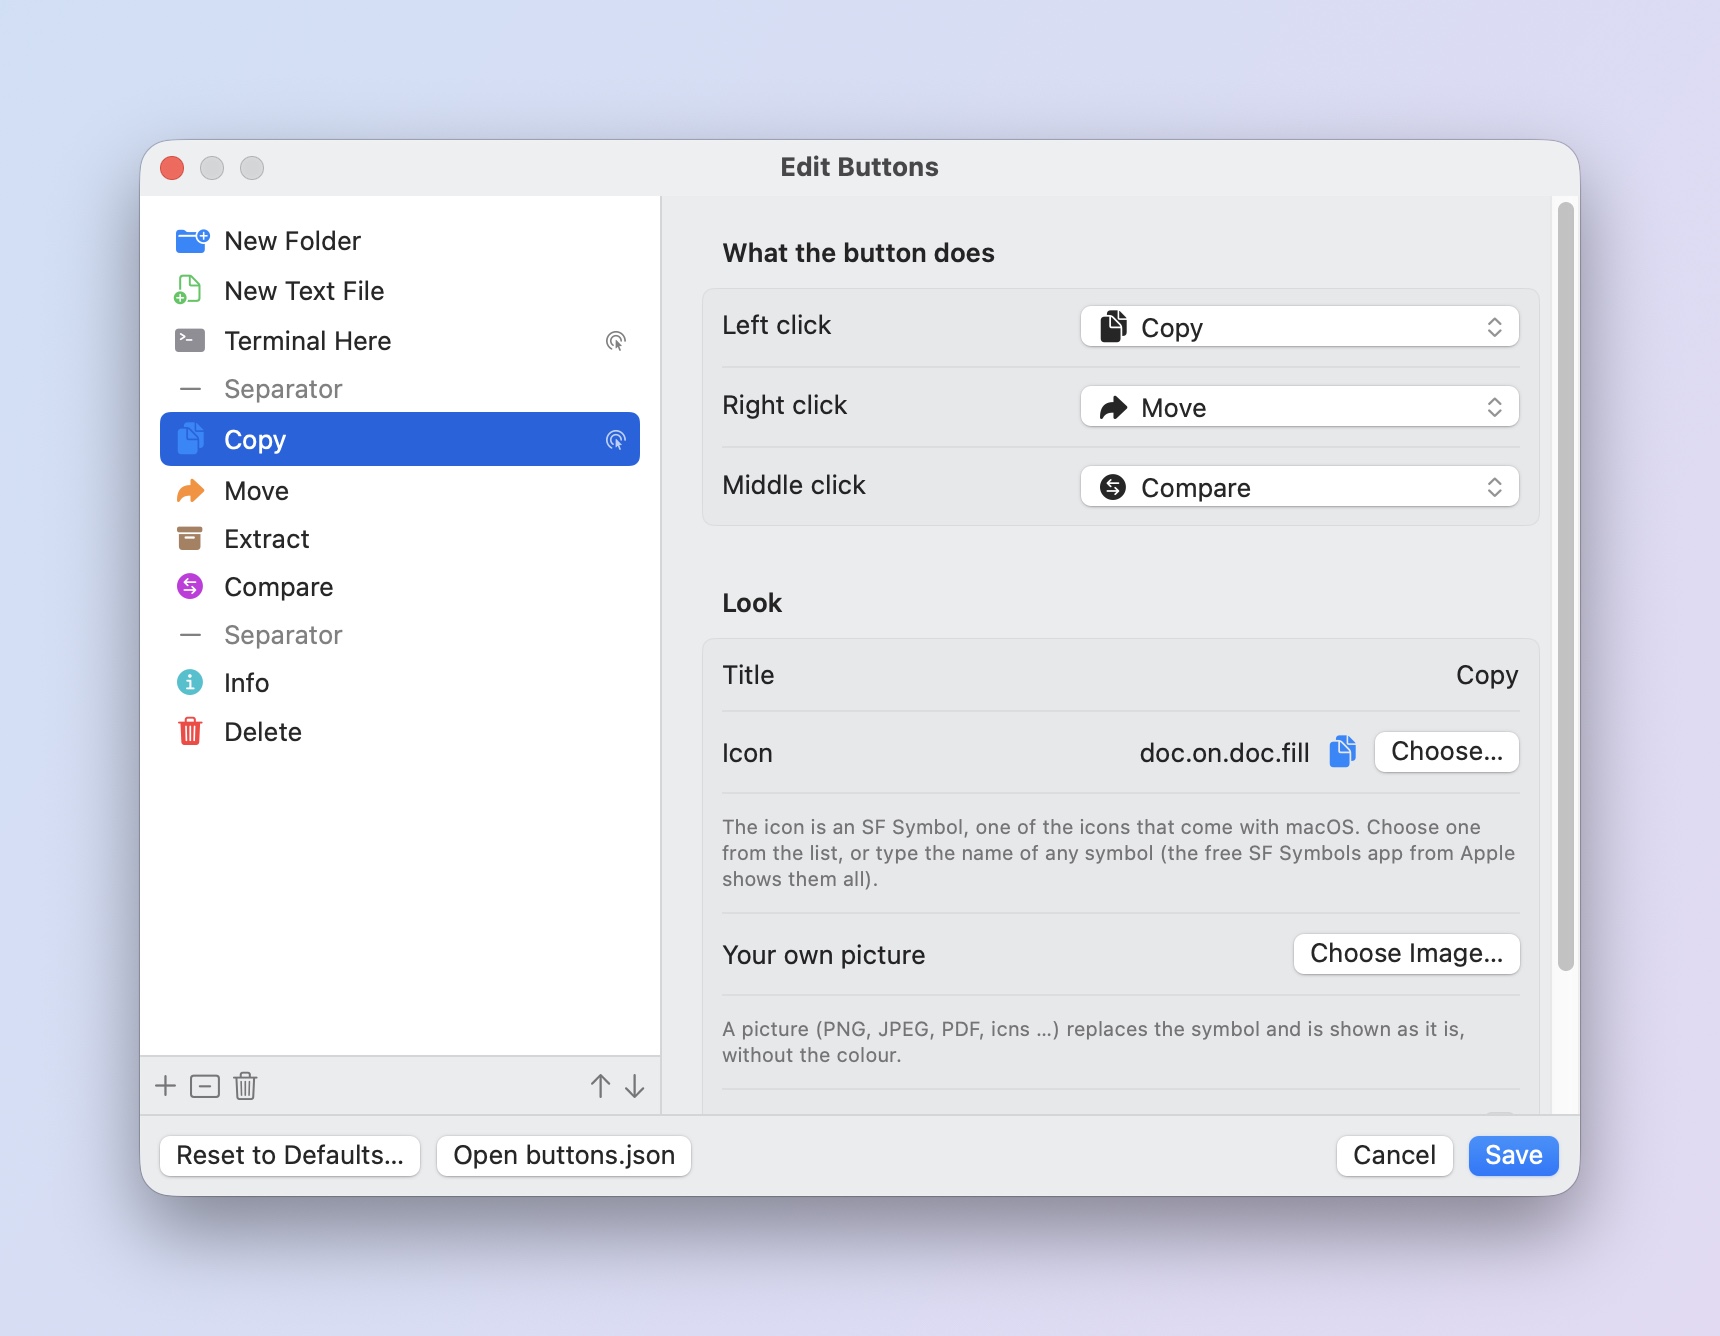 Edit Buttons
New Folder
New Text File
Terminal Here
Separator
Copy
Move
Extract
Compare
Separator
Info
Delete
Reset to Defaults...
Open buttons.json
What the button does
Left click
Copy
Right click
Move
Middle click
Compare
Look
Title
Copy
Icon
doc.on.doc.fill
Choose...
The icon is an SF Symbol, one of the icons that come with macOS. Choose one
from the list, or type the name of any symbol (the free SF Symbols app from Apple
shows them all).
Your own picture
Choose Image...
A picture (PNG, JPEG, PDF, icns ...) replaces the symbol and is shown as it is,
without the colour.
Cancel
Save